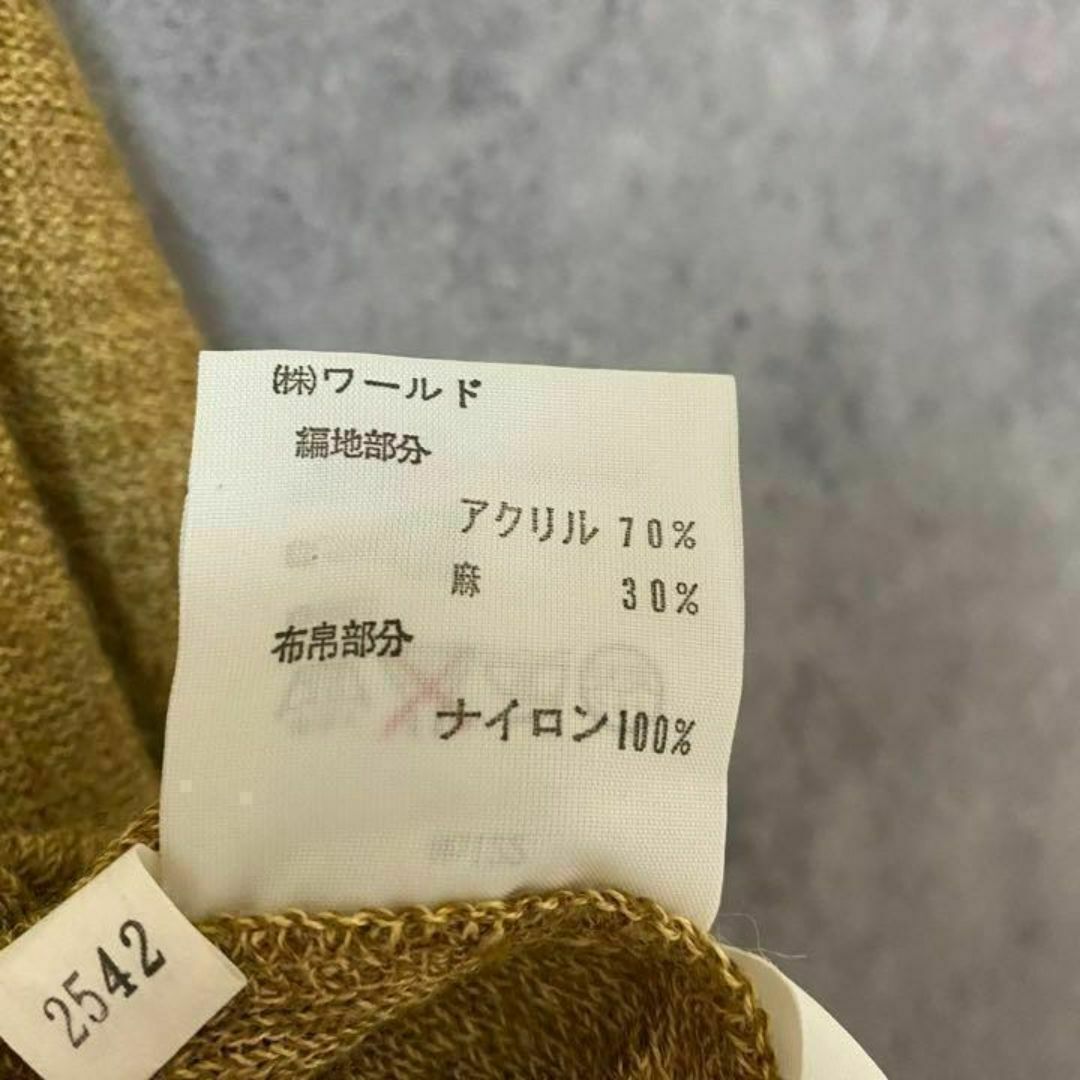 (株)ワールド
編地部分
アクリル 70%
麻 30%
布帛部分
ナイロン100%
2542